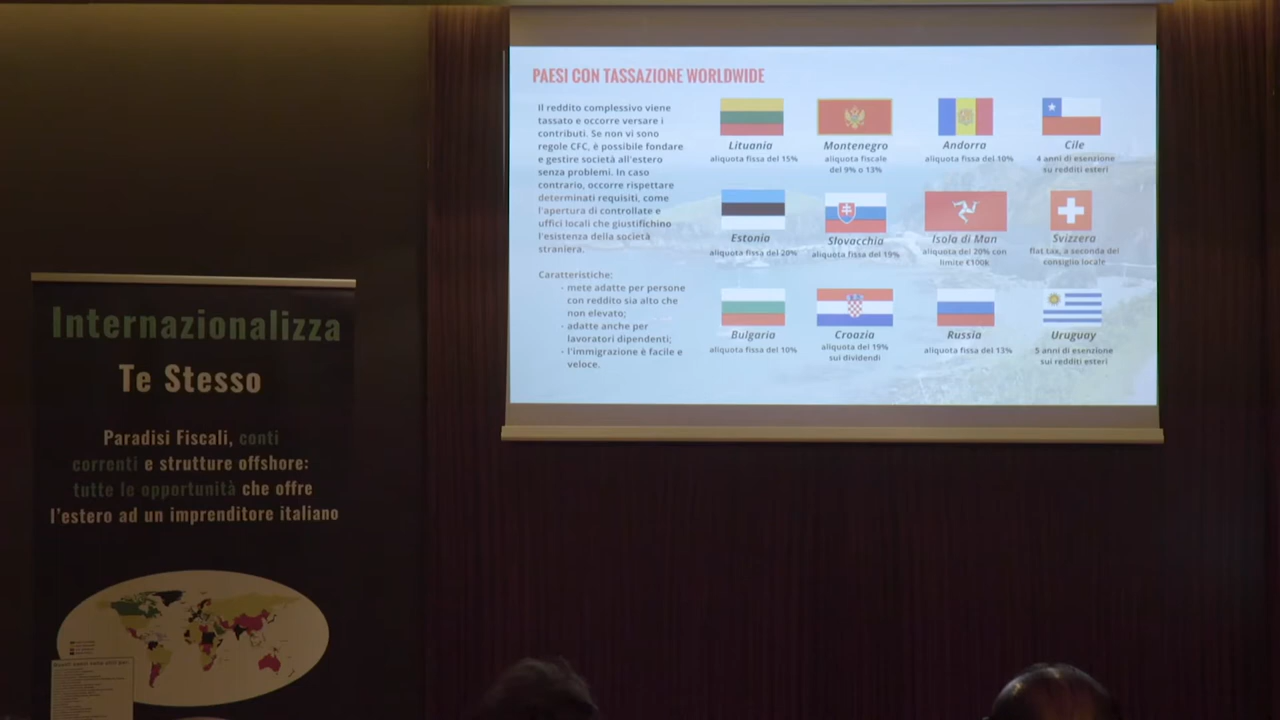 PAESI CON TASSAZIONE WORLDWIDE
Il reddito complessivo viene
tassato e occorre versare i
contributi. Se non vi sono
regole CFC, è possibile fondare
e gestire società all'estero
senza problemi. In caso
contrario, occorre rispettare
determinati requisiti, come
l'apertura di controllate e
uffici locali che giustifichino
l'esistenza della società
straniera.
Caratteristiche:
- mete adatte per persone
con reddito sia alto che
non elevato;
- adatte anche per
lavoratori dipendenti;
- l'immigrazione è facile e
veloce.
Lituania
aliquota fissa del 15%
Montenegro
aliquota fiscale
del 9% o 13%
Andorra
aliquota fissa del 10%
Cile
4 anni di esenzione
su redditi esteri
Estonia
aliquota fissa del 20%
Slovacchia
aliquota fissa del 19%
Isola di Man
aliquota del 20% con
limite €100k
Svizzera
flat tax, a seconda del
consiglio locale
Bulgaria
aliquota fissa del 10%
Croazia
aliquota del 19%
sui dividendi
Russia
aliquota fissa del 13%
Uruguay
5 anni di esenzione
sui redditi esteri
Internazionalizza
Te Stesso
Paradisi Fiscali, conti
correnti e strutture offshore:
tutte le opportunità che offre
l'estero ad un imprenditore italiano